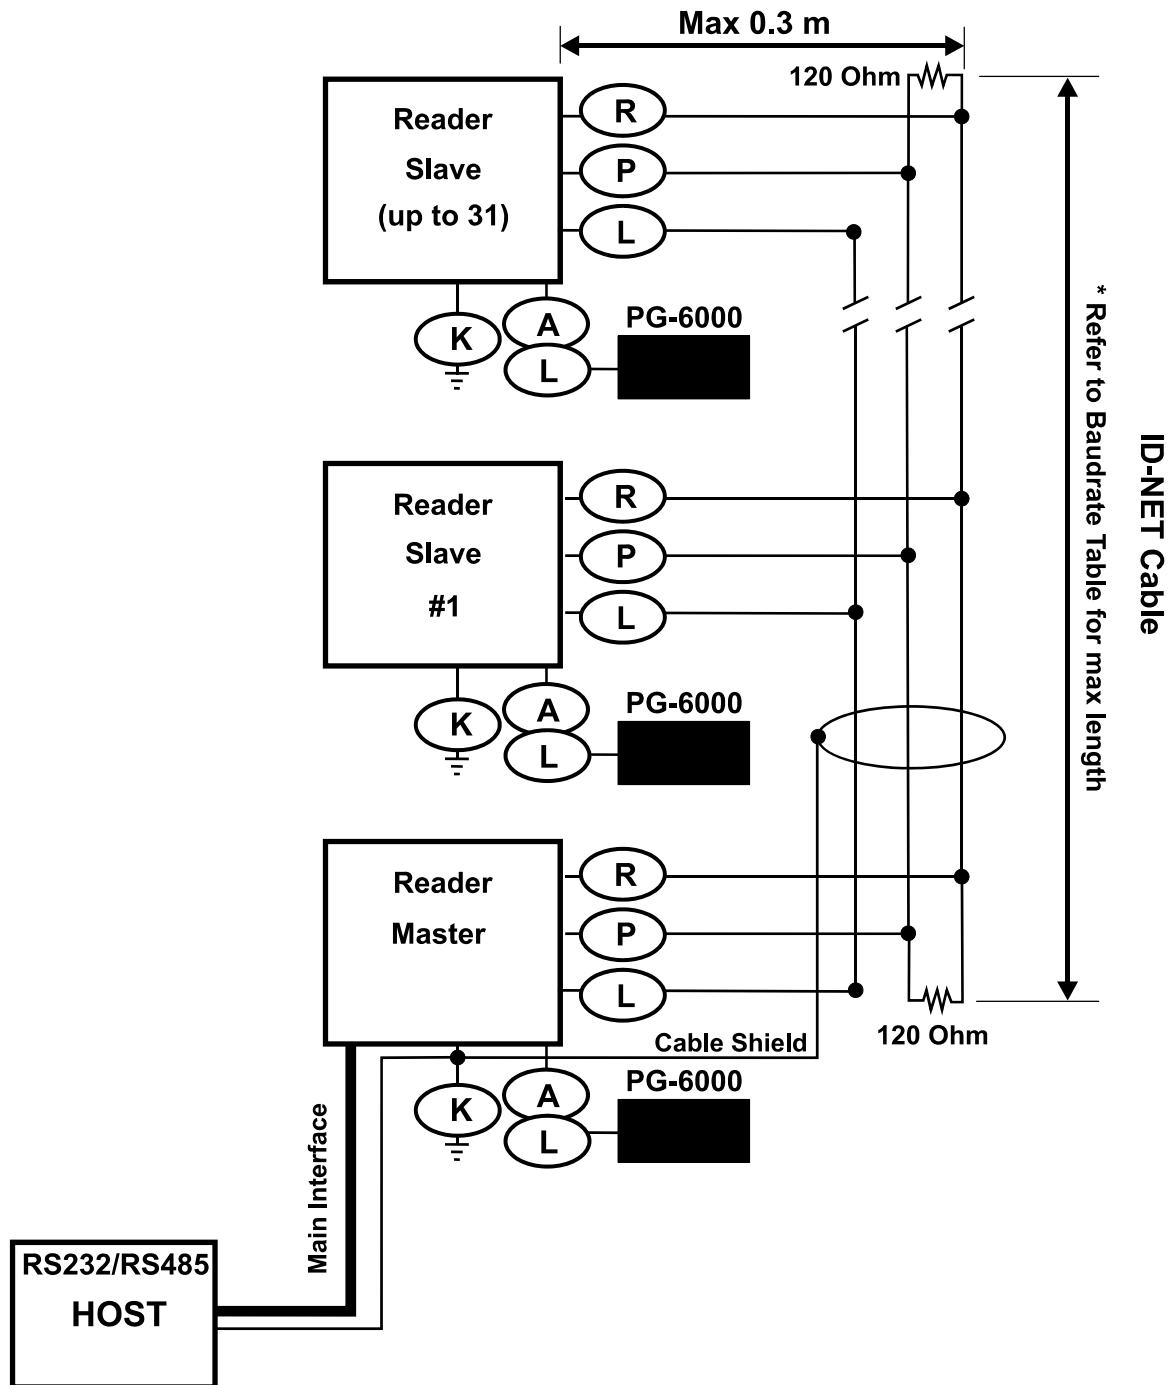 Max 0.3 m
120 Ohm
Reader
Slave
(up to 31)
R
P
L
K
A
L
PG-6000
Reader
Slave
#1
R
P
L
K
A
L
PG-6000
Reader
Master
R
P
L
120 Ohm
Cable Shield
K
A
L
PG-6000
Main Interface
RS232/RS485
HOST
* Refer to Baudrate Table for max length
ID-NET Cable